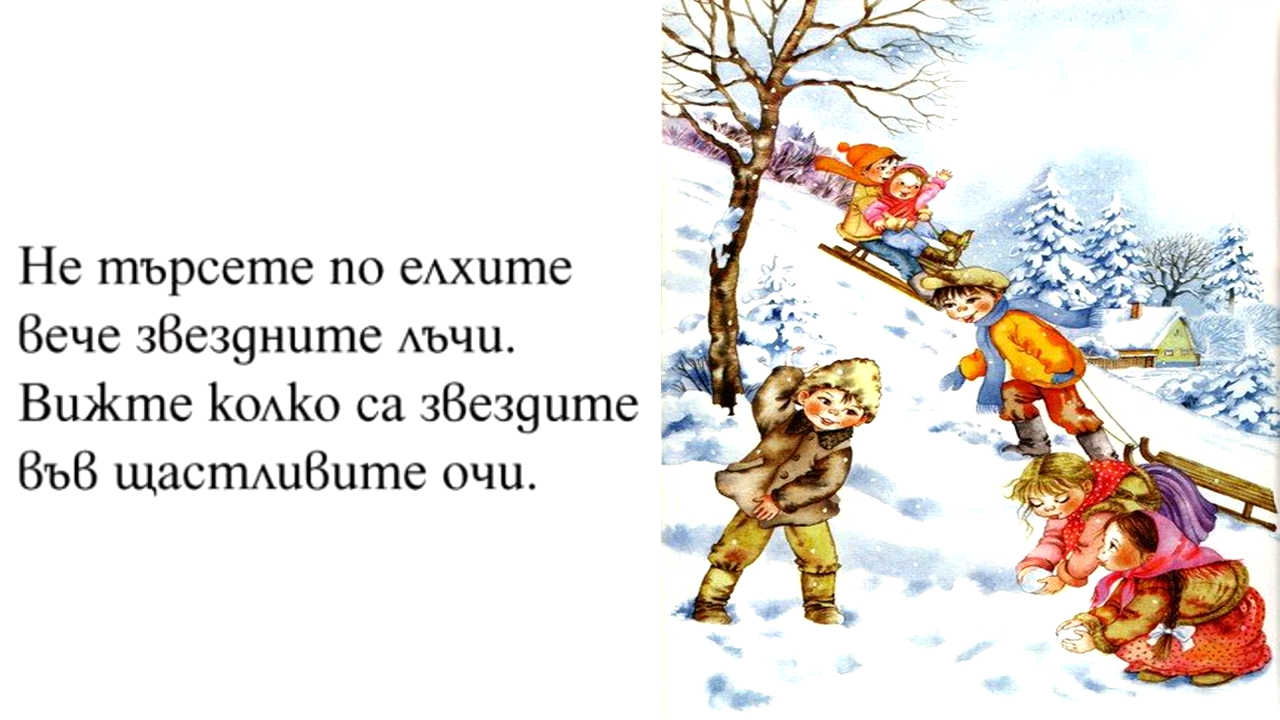 Не търсете по елхите
вече звездните лъчи.
Вижте колко са звездите
във щастливите очи.